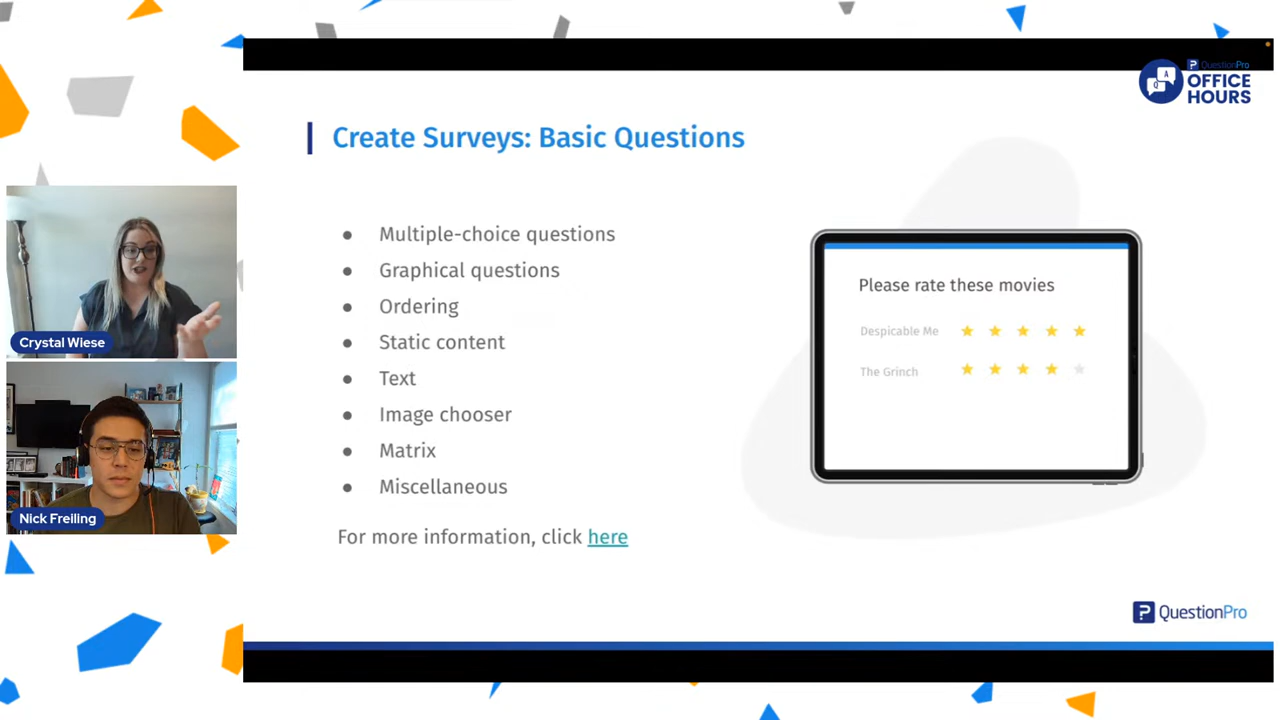 QuestionPro
OFFICE
HOURS
Q
A
Create Surveys: Basic Questions
Multiple-choice questions
Graphical questions
Ordering
Static content
Text
Image chooser
Matrix
Miscellaneous
For more information, click here
Please rate these movies
Despicable Me
The Grinch
QuestionPro
Crystal Wiese
Nick Freiling